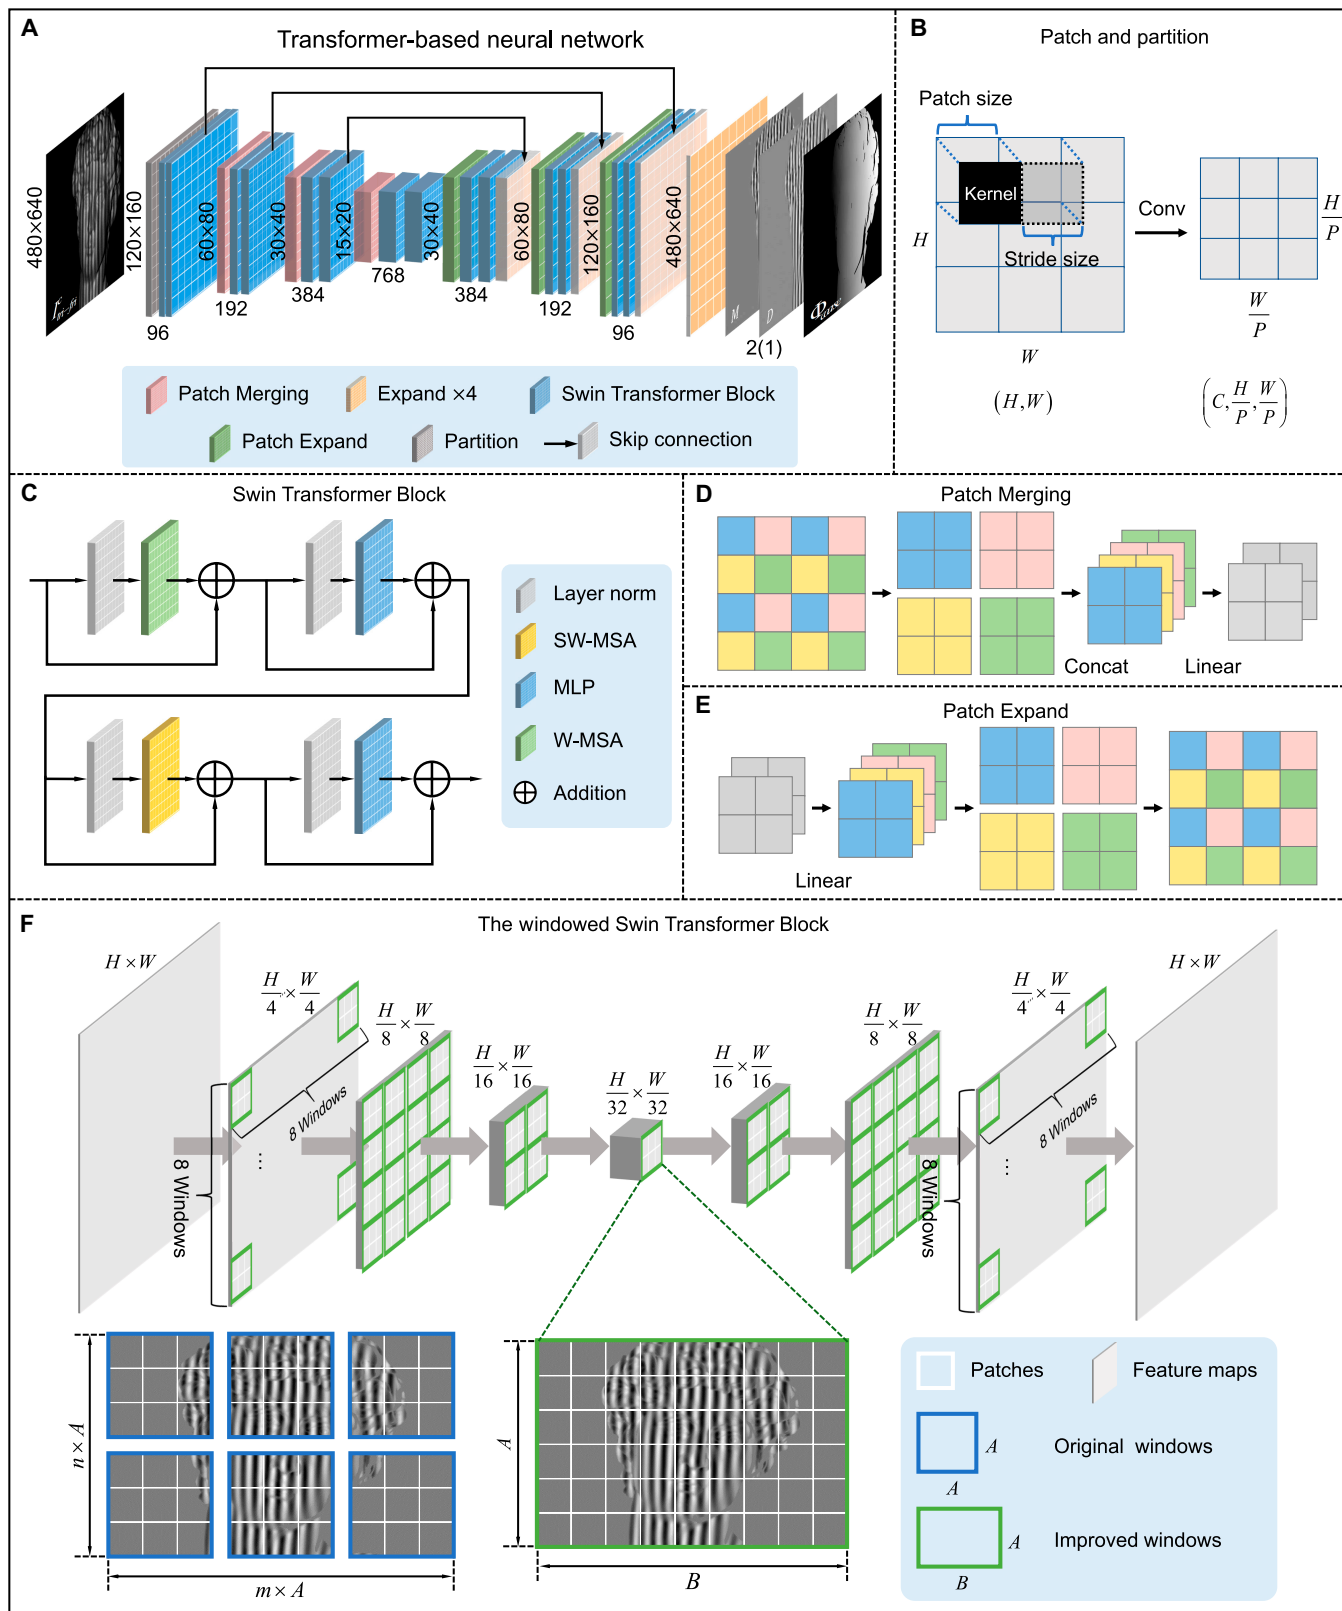 A
Transformer-based neural network
480×640
I^c_tri-fri
120×160
96
60×80
192
30×40
384
15×20
768
30×40
384
60×80
192
120×160
96
480×640
M
D
2(1)
Patch Merging
Expand ×4
Swin Transformer Block
Patch Expand
Partition
Skip connection
B
Patch and partition
Patch size
Kernel
Stride size
H
W
(H,W)
Conv
H/P
W/P
(C, H/P, W/P)
C
Swin Transformer Block
Layer norm
SW-MSA
MLP
W-MSA
Addition
D
Patch Merging
Concat
Linear
E
Patch Expand
Linear
F
The windowed Swin Transformer Block
H×W
H/4 × W/4
H/8 × W/8
H/16 × W/16
H/32 × W/32
H/16 × W/16
H/8 × W/8
H/4 × W/4
H×W
8 Windows
8 Windows
...
8 Windows
8 Windows
...
n×A
m×A
A
B
Patches
Feature maps
A
A
Original windows
A
B
Improved windows